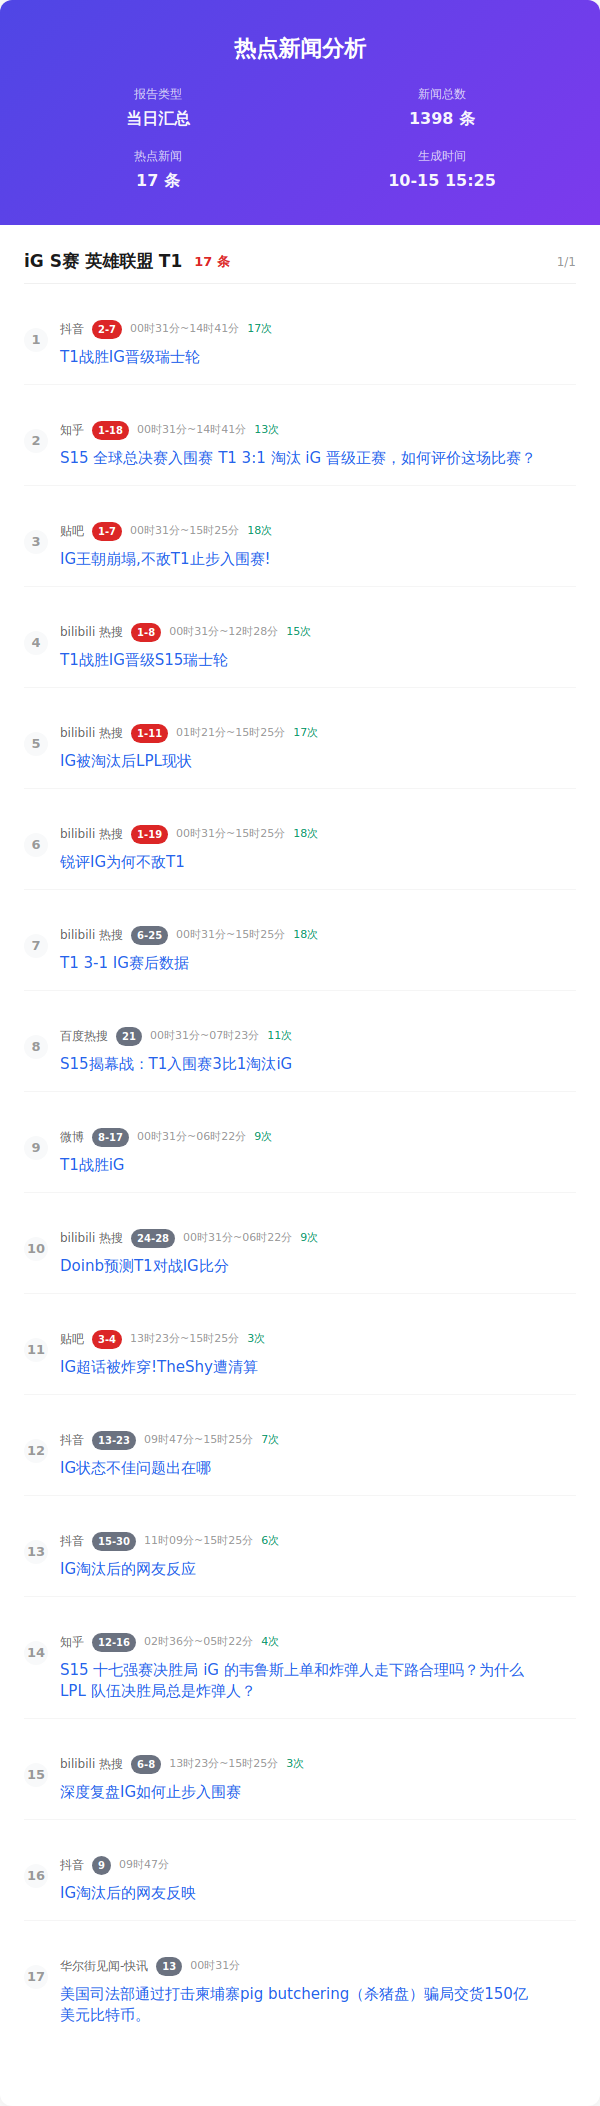 热点新闻分析
报告类型
当日汇总
新闻总数
1398 条
热点新闻
17 条
生成时间
10-15 15:25
iG S赛 英雄联盟 T1 17 条 1/1
1
抖音 2-7 00时31分~14时41分 17次
T1战胜IG晋级瑞士轮
2
知乎 1-18 00时31分~14时41分 13次
S15 全球总决赛入围赛 T1 3:1 淘汰 iG 晋级正赛，如何评价这场比赛？
3
贴吧 1-7 00时31分~15时25分 18次
IG王朝崩塌,不敌T1止步入围赛!
4
bilibili 热搜 1-8 00时31分~12时28分 15次
T1战胜IG晋级S15瑞士轮
5
bilibili 热搜 1-11 01时21分~15时25分 17次
IG被淘汰后LPL现状
6
bilibili 热搜 1-19 00时31分~15时25分 18次
锐评IG为何不敌T1
7
bilibili 热搜 6-25 00时31分~15时25分 18次
T1 3-1 IG赛后数据
8
百度热搜 21 00时31分~07时23分 11次
S15揭幕战：T1入围赛3比1淘汰iG
9
微博 8-17 00时31分~06时22分 9次
T1战胜iG
10
bilibili 热搜 24-28 00时31分~06时22分 9次
Doinb预测T1对战IG比分
11
贴吧 3-4 13时23分~15时25分 3次
IG超话被炸穿!TheShy遭清算
12
抖音 13-23 09时47分~15时25分 7次
IG状态不佳问题出在哪
13
抖音 15-30 11时09分~15时25分 6次
IG淘汰后的网友反应
14
知乎 12-16 02时36分~05时22分 4次
S15 十七强赛决胜局 iG 的韦鲁斯上单和炸弹人走下路合理吗？为什么
LPL 队伍决胜局总是炸弹人？
15
bilibili 热搜 6-8 13时23分~15时25分 3次
深度复盘IG如何止步入围赛
16
抖音 9 09时47分
IG淘汰后的网友反映
17
华尔街见闻-快讯 13 00时31分
美国司法部通过打击柬埔寨pig butchering（杀猪盘）骗局交货150亿
美元比特币。